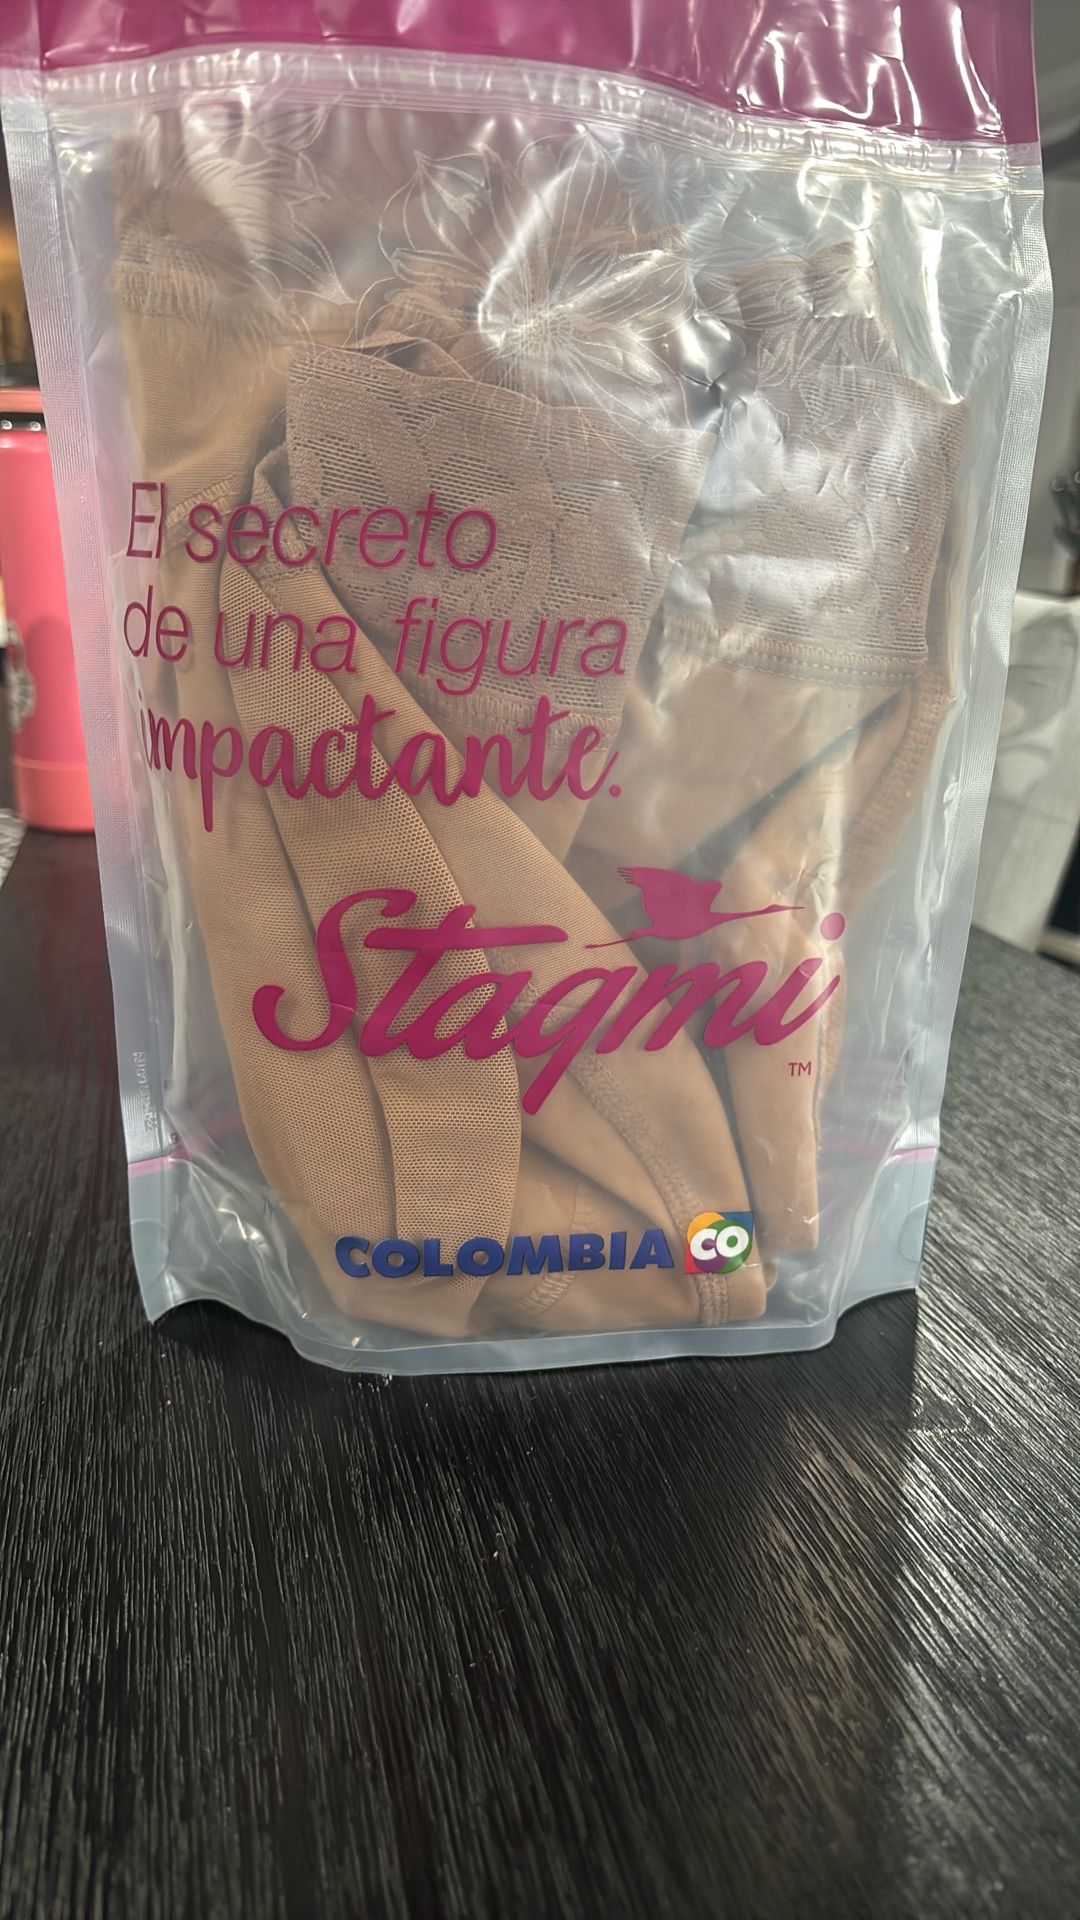 El secreto
de una figura
impactante.
Stagmi
TM
COLOMBIA CO